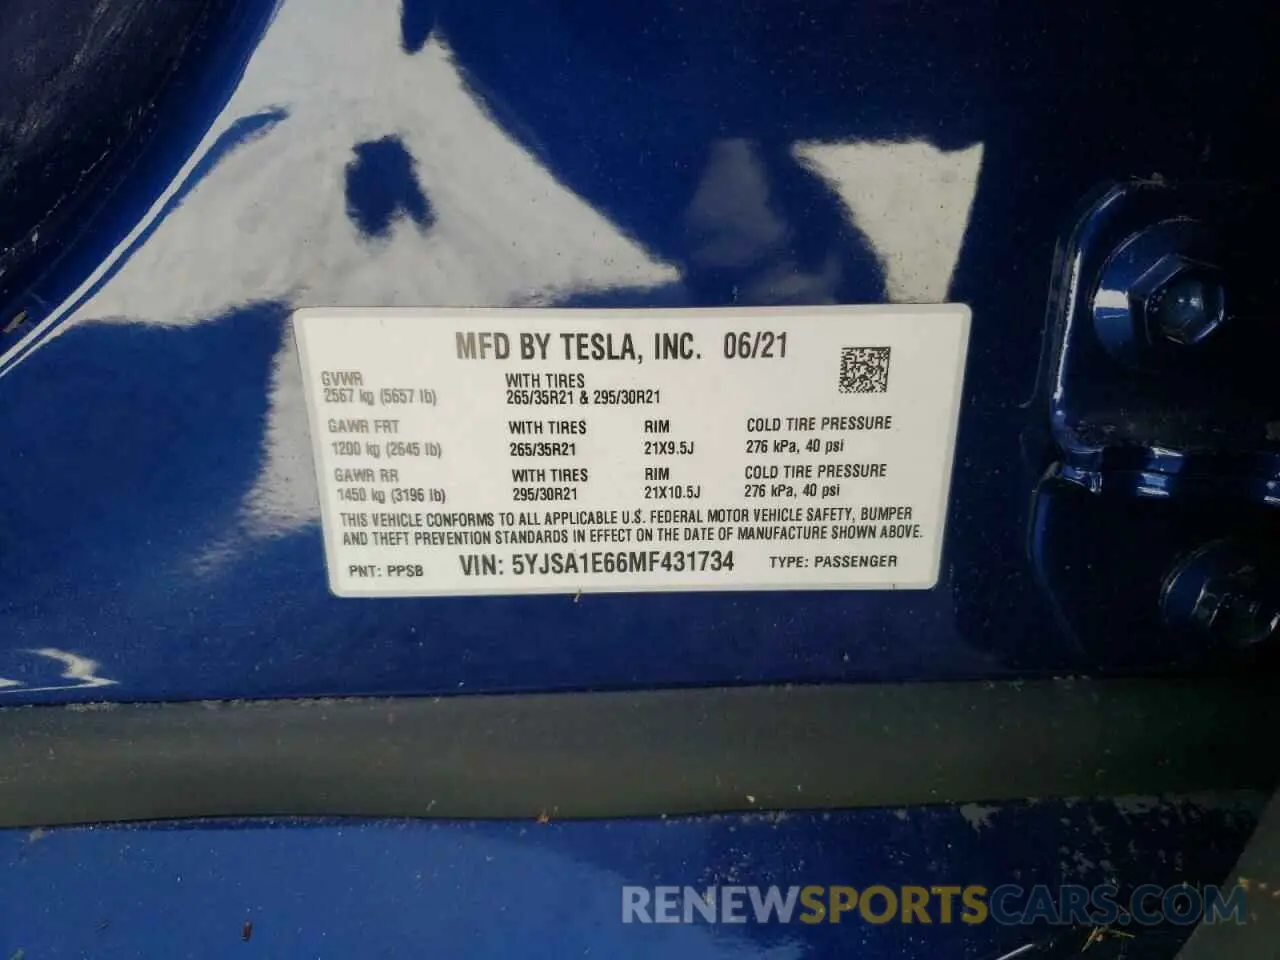 MFD BY TESLA, INC. 06/21
GVWR WITH TIRES
2567 kg (5657 lb) 265/35R21 & 295/30R21
GAWR FRT WITH TIRES RIM COLD TIRE PRESSURE
1200 kg (2645 lb) 265/35R21 21X9.5J 276 kPa, 40 psi
GAWR RR WITH TIRES RIM COLD TIRE PRESSURE
1450 kg (3196 lb) 295/30R21 21X10.5J 276 kPa, 40 psi
THIS VEHICLE CONFORMS TO ALL APPLICABLE U.S. FEDERAL MOTOR VEHICLE SAFETY, BUMPER
AND THEFT PREVENTION STANDARDS IN EFFECT ON THE DATE OF MANUFACTURE SHOWN ABOVE.
PNT: PPSB VIN: 5YJSA1E66MF431734 TYPE: PASSENGER
RENEWSPORTSCARS.COM